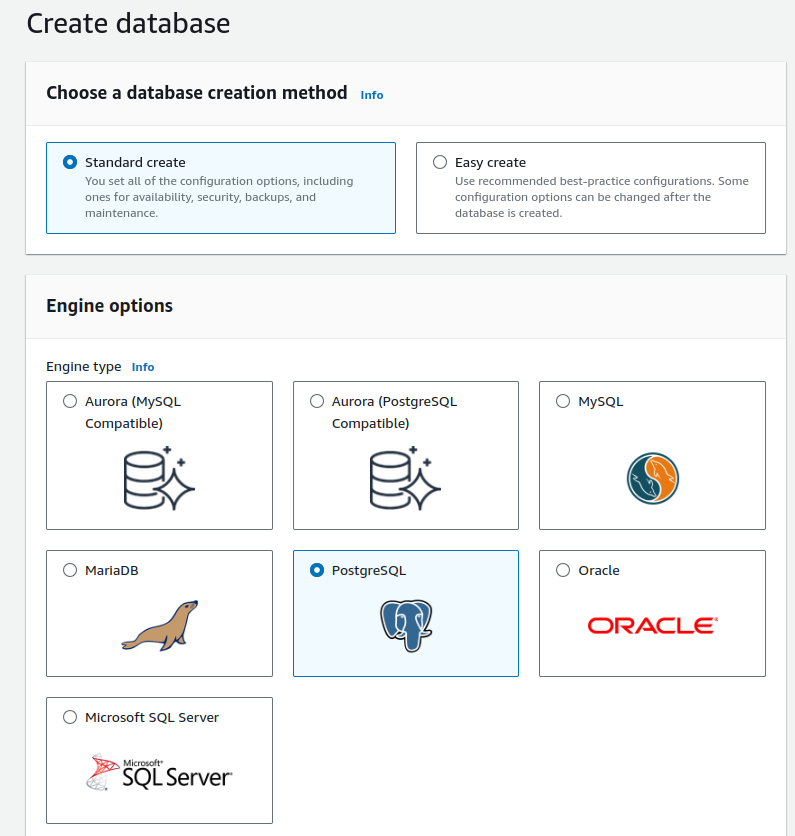 Create database
Choose a database creation method Info
Standard create
You set all of the configuration options, including
ones for availability, security, backups, and
maintenance.
Easy create
Use recommended best-practice configurations. Some
configuration options can be changed after the
database is created.
Engine options
Engine type Info
Aurora (MySQL
Compatible)
Aurora (PostgreSQL
Compatible)
MySQL
MariaDB
PostgreSQL
Oracle
ORACLE®
Microsoft SQL Server
Microsoft®
SQL Server®